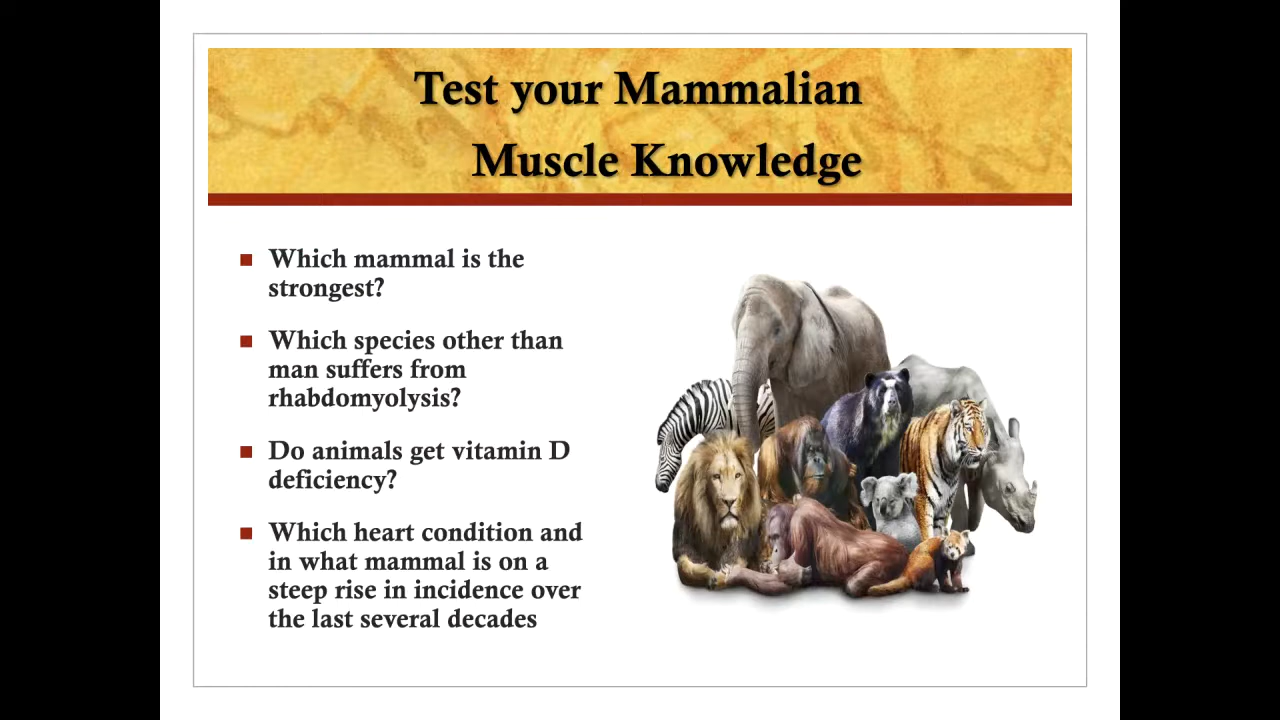 Test your Mammalian
Muscle Knowledge
Which mammal is the
strongest?
Which species other than
man suffers from
rhabdomyolysis?
Do animals get vitamin D
deficiency?
Which heart condition and
in what mammal is on a
steep rise in incidence over
the last several decades